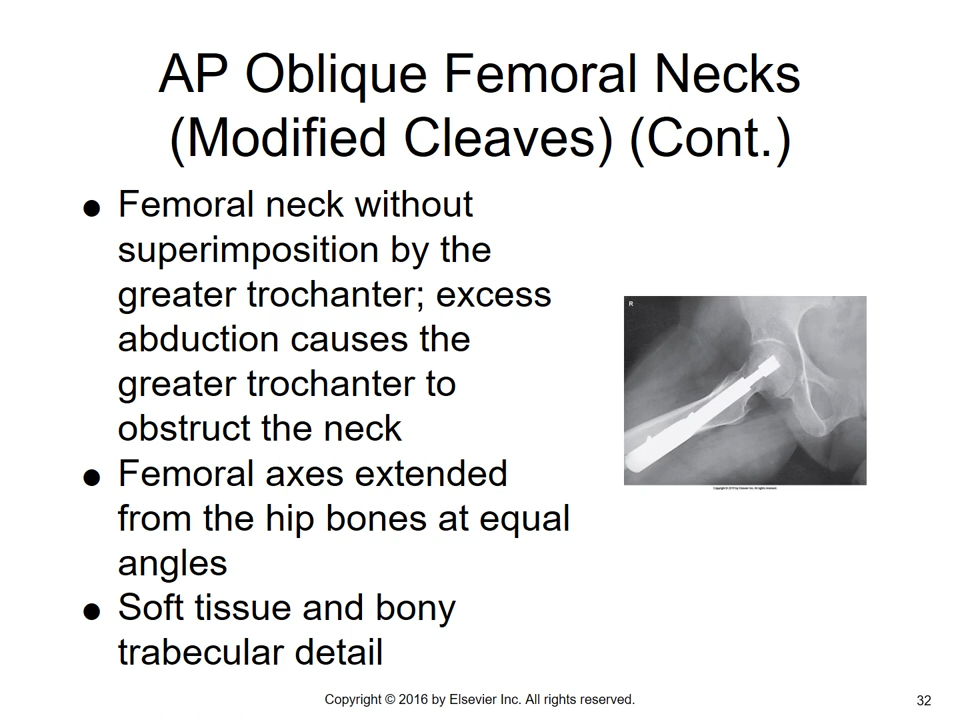 AP Oblique Femoral Necks
(Modified Cleaves) (Cont.)
● Femoral neck without
superimposition by the
greater trochanter; excess
abduction causes the
greater trochanter to
obstruct the neck
● Femoral axes extended
from the hip bones at equal
angles
● Soft tissue and bony
trabecular detail
R
Copyright © 2016 by Elsevier Inc. All rights reserved.
32